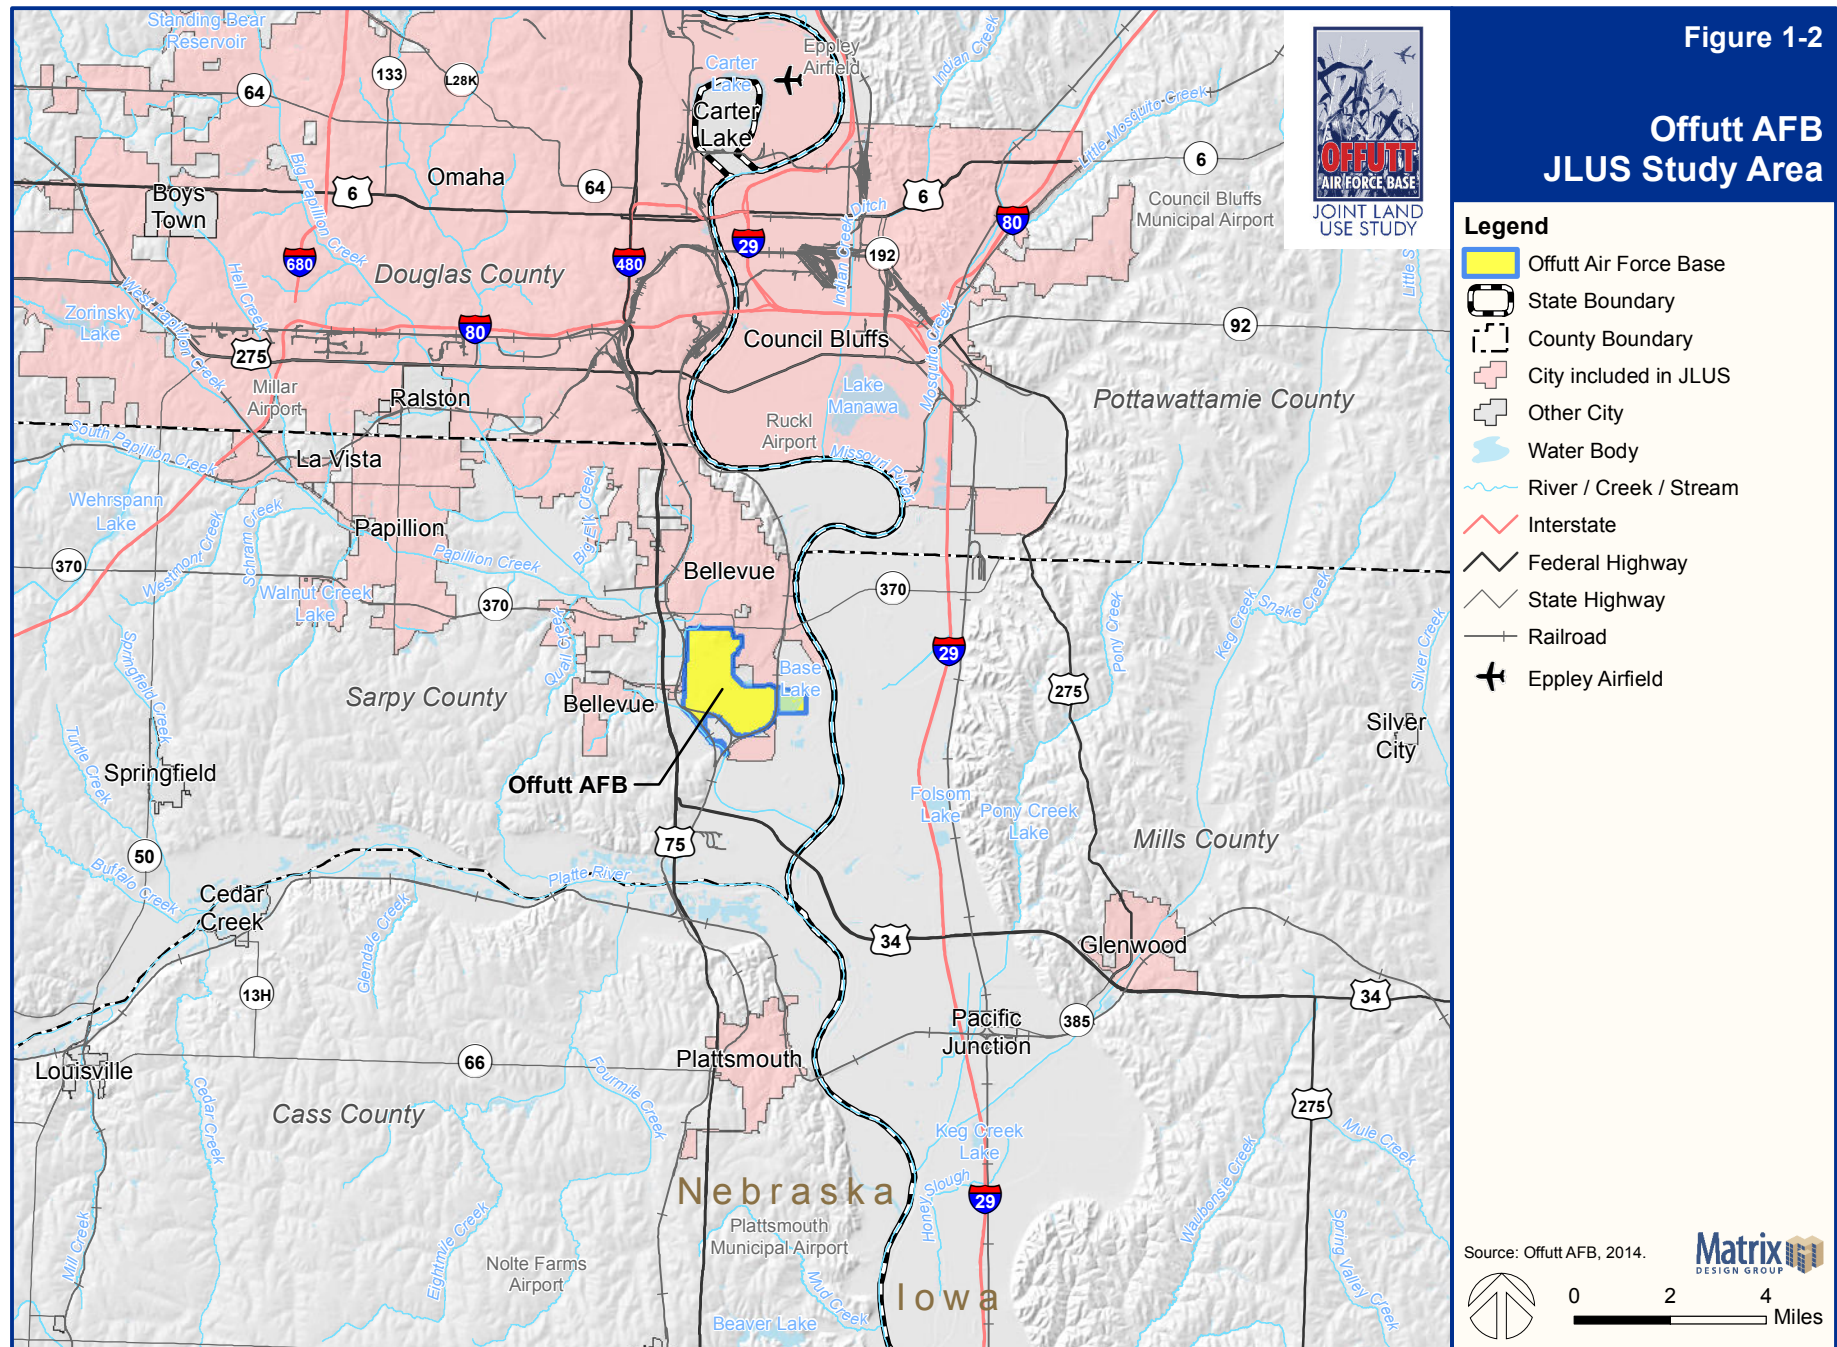 Figure 1-2
Offutt AFB
JLUS Study Area
Legend
Offutt Air Force Base
State Boundary
County Boundary
City included in JLUS
Other City
Water Body
River / Creek / Stream
Interstate
Federal Highway
State Highway
Railroad
Eppley Airfield
Source: Offutt AFB, 2014.
Matrix
DESIGN GROUP
0 2 4
Miles
OFFUTT
AIR FORCE BASE
JOINT LAND
USE STUDY
Standing Bear
Reservoir
133
L28K
64
Carter
Lake
Eppley
Airfield
Indian Creek
Carter
Lake
Little Mosquito Creek
6
Boys
Town
6
Big Papillion Creek
Omaha
64
6
Council Bluffs
Municipal Airport
80
680
Douglas County
480
29
Indian Creek Ditch
192
Little S
Hell Creek
West Papillion Creek
Zorinsky
Lake
80
275
Council Bluffs
Mosquito Creek
92
Millar
Airport
Ralston
Lake
Manawa
Pottawattamie County
Ruckl
Airport
South Papillion Creek
La Vista
Missouri River
Wehrspann
Lake
Schram Creek
Westmont Creek
Papillion
Big Elk Creek
Papillion Creek
370
Walnut Creek
Lake
370
Bellevue
370
Pony Creek
Keg Creek
Snake Creek
Silver Creek
Springfield Creek
Quail Creek
29
Base
Lake
Sarpy County
Bellevue
275
Silver
City
Turtle Creek
Springfield
Offutt AFB
Folsom
Lake
Pony Creek
Lake
Mills County
75
50
Buffalo Creek
Cedar
Creek
Platte River
Glendale Creek
34
Glenwood
13H
34
Pacific
Junction
385
Plattsmouth
66
Louisville
Cedar Creek
Fourmile Creek
Cass County
275
Mule Creek
Keg Creek
Lake
Honey Slough
Waubonsie Creek
Nebraska
29
Plattsmouth
Municipal Airport
Mill Creek
Eightmile Creek
Nolte Farms
Airport
Mud Creek
Spring Valley Creek
Iowa
Beaver Lake